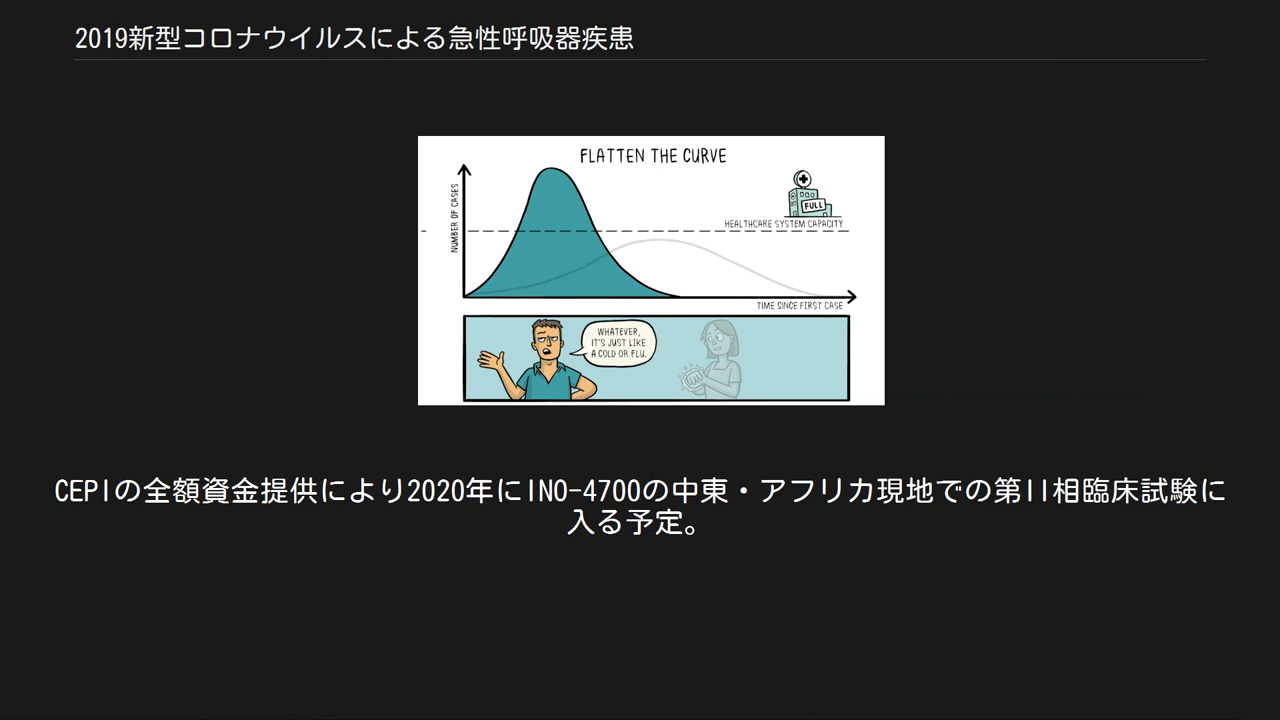 2019新型コロナウイルスによる急性呼吸器疾患
FLATTEN THE CURVE
NUMBER OF CASES
FULL
HEALTHCARE SYSTEM CAPACITY
TIME SINCE FIRST CASE
WHATEVER,
IT'S JUST LIKE
A COLD OR FLU.
CEPIの全額資金提供により2020年にINO-4700の中東・アフリカ現地での第II相臨床試験に
入る予定。